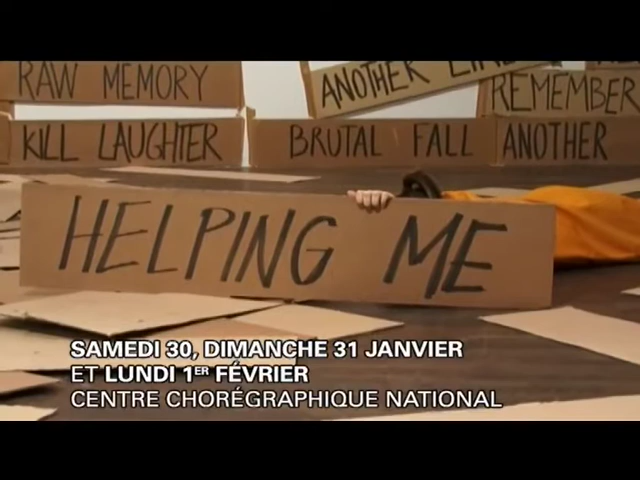 RAW MEMORY
ANOTHER
REMEMBER
KILL LAUGHTER
BRUTAL FALL
ANOTHER
HELPING ME
SAMEDI 30, DIMANCHE 31 JANVIER
ET LUNDI 1ER FÉVRIER
CENTRE CHORÉGRAPHIQUE NATIONAL